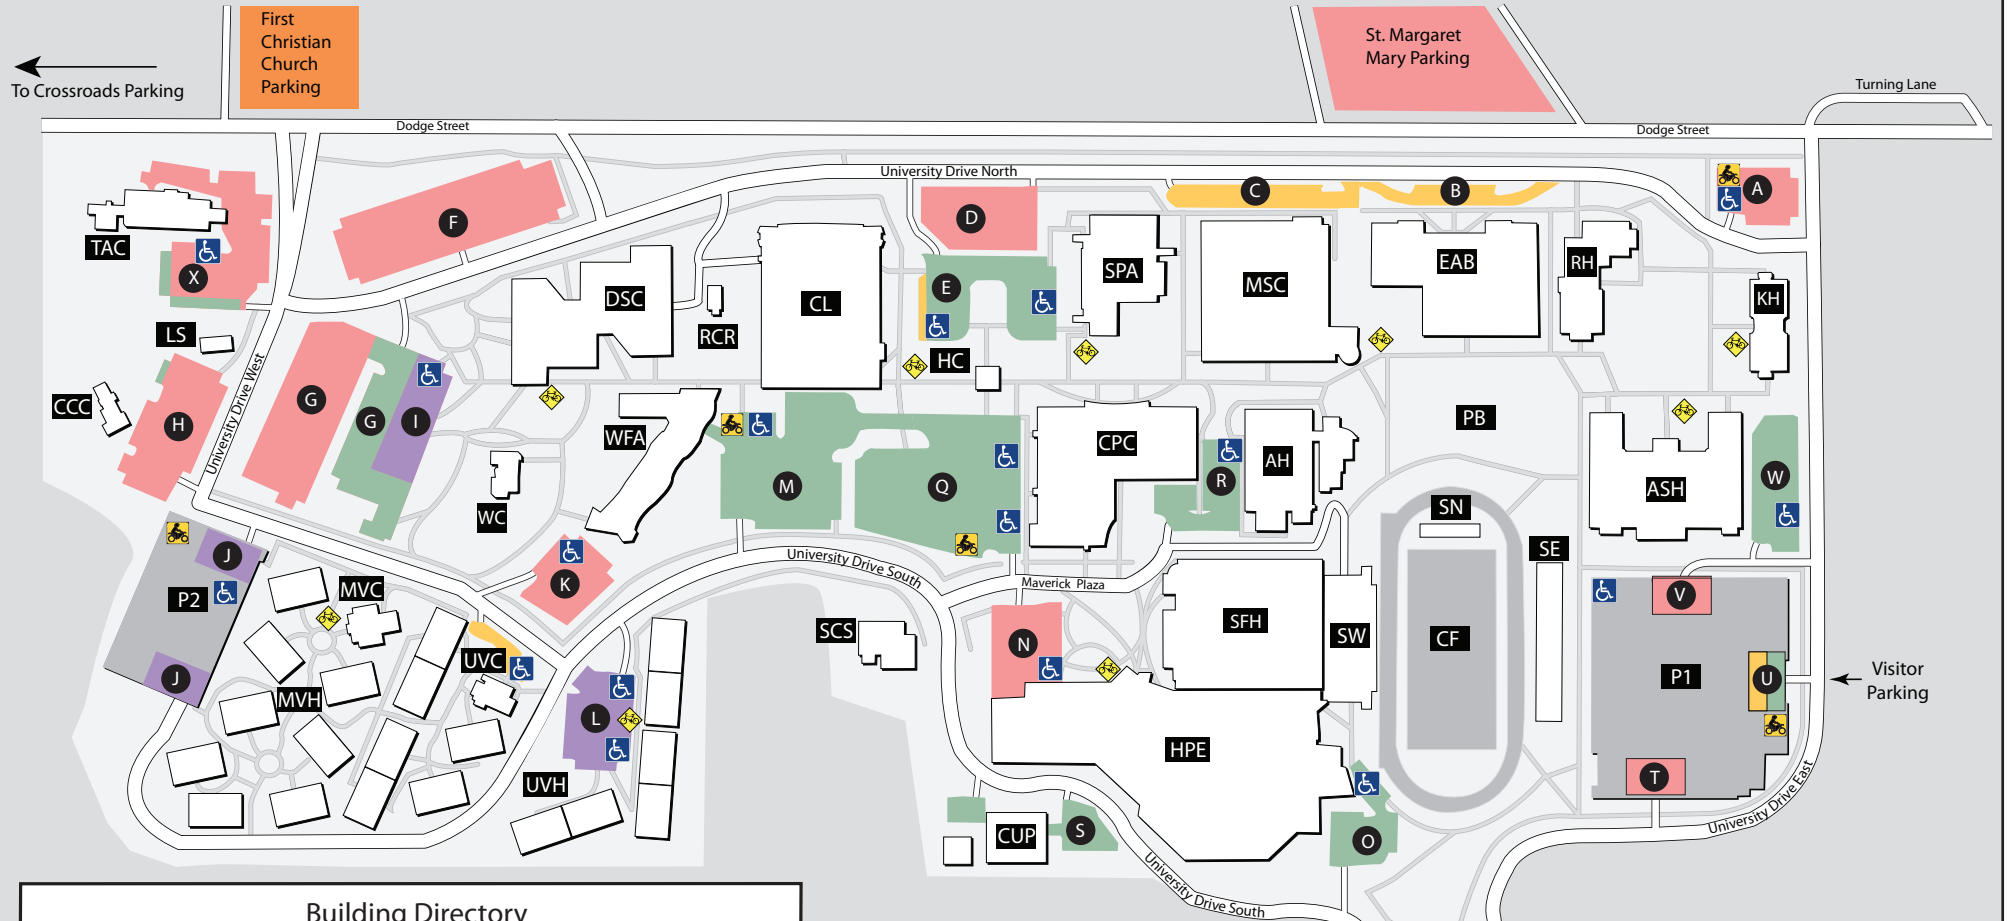 First
Christian
Church
Parking
St. Margaret
Mary Parking
To Crossroads Parking
Turning Lane
Dodge Street
Dodge Street
University Drive North
A
B
C
D
F
TAC
X
E
SPA
MSC
EAB
RH
KH
DSC
CL
RCR
LS
HC
University Drive West
CCC
H
G
G
I
WFA
CPC
AH
PB
M
Q
R
ASH
W
WC
SN
SE
J
P2
MVC
K
University Drive South
Maverick Plaza
V
SCS
N
SFH
SW
CF
UVC
J
MVH
L
P1
U
Visitor
Parking
HPE
UVH
T
CUP
S
O
University Drive East
University Drive South
Building Directory